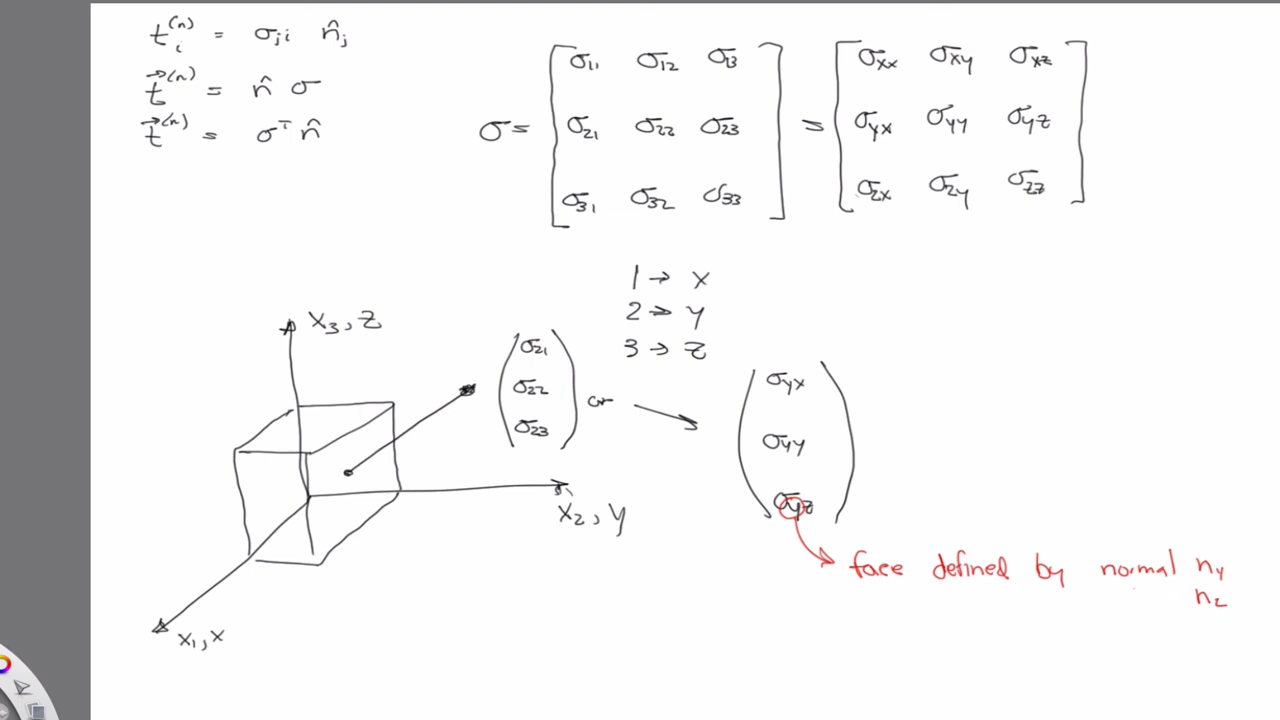 t_i^(n) = σ_ji n̂_j
t⃗^(n) = n̂ σ
t⃗^(n) = σ^T n̂
σ = [ σ11 σ12 σ13 ] = [ σxx σxy σxz ]
[ σ21 σ22 σ23 ] [ σyx σyy σyz ]
[ σ31 σ32 σ33 ] [ σzx σzy σzz ]
1 → x
2 → y
3 → z
x3, z
( σ21
σ22
σ23 )
or →
( σyx
σyy
σyz )
x2, y
x1, x
face defined by normal ny
n2